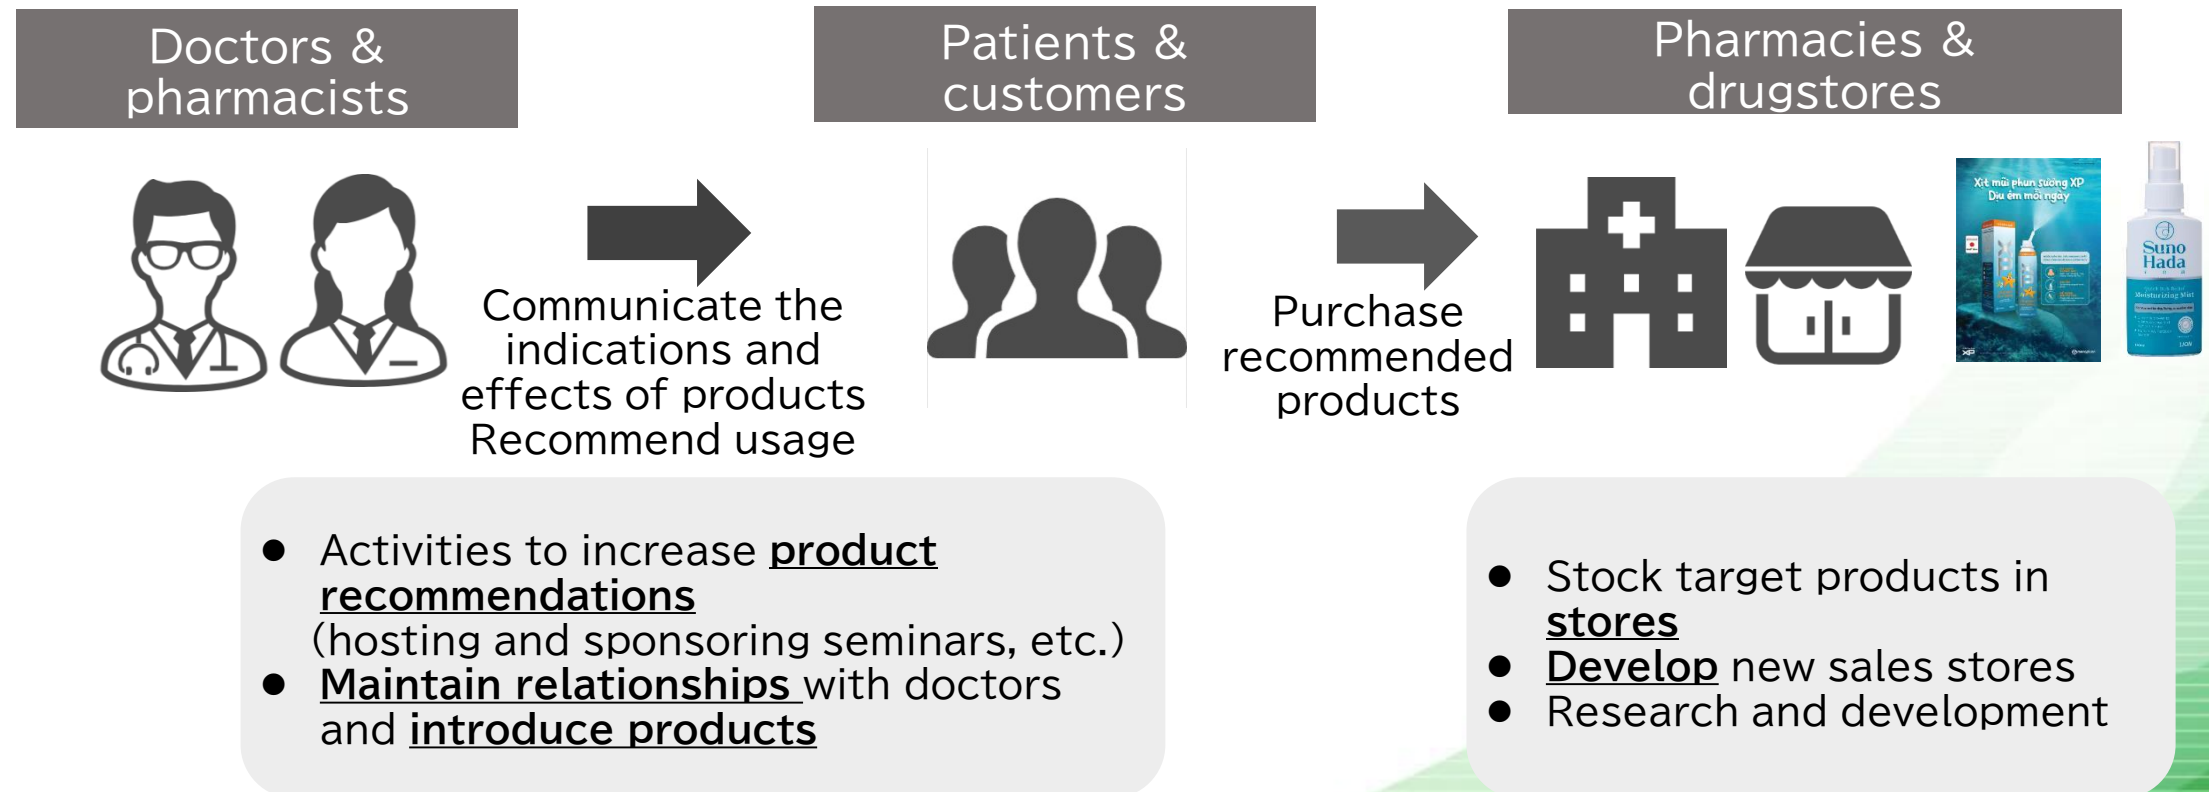 Doctors &
pharmacists
Patients &
customers
Pharmacies &
drugstores
Communicate the
indications and
effects of products
Recommend usage
Purchase
recommended
products
Xịt mũi phun sương XP
Dịu êm mỗi ngày
Suno
Hada
Moisturizing Mist
LION
● Activities to increase product
recommendations
(hosting and sponsoring seminars, etc.)
● Maintain relationships with doctors
and introduce products
● Stock target products in
stores
● Develop new sales stores
● Research and development